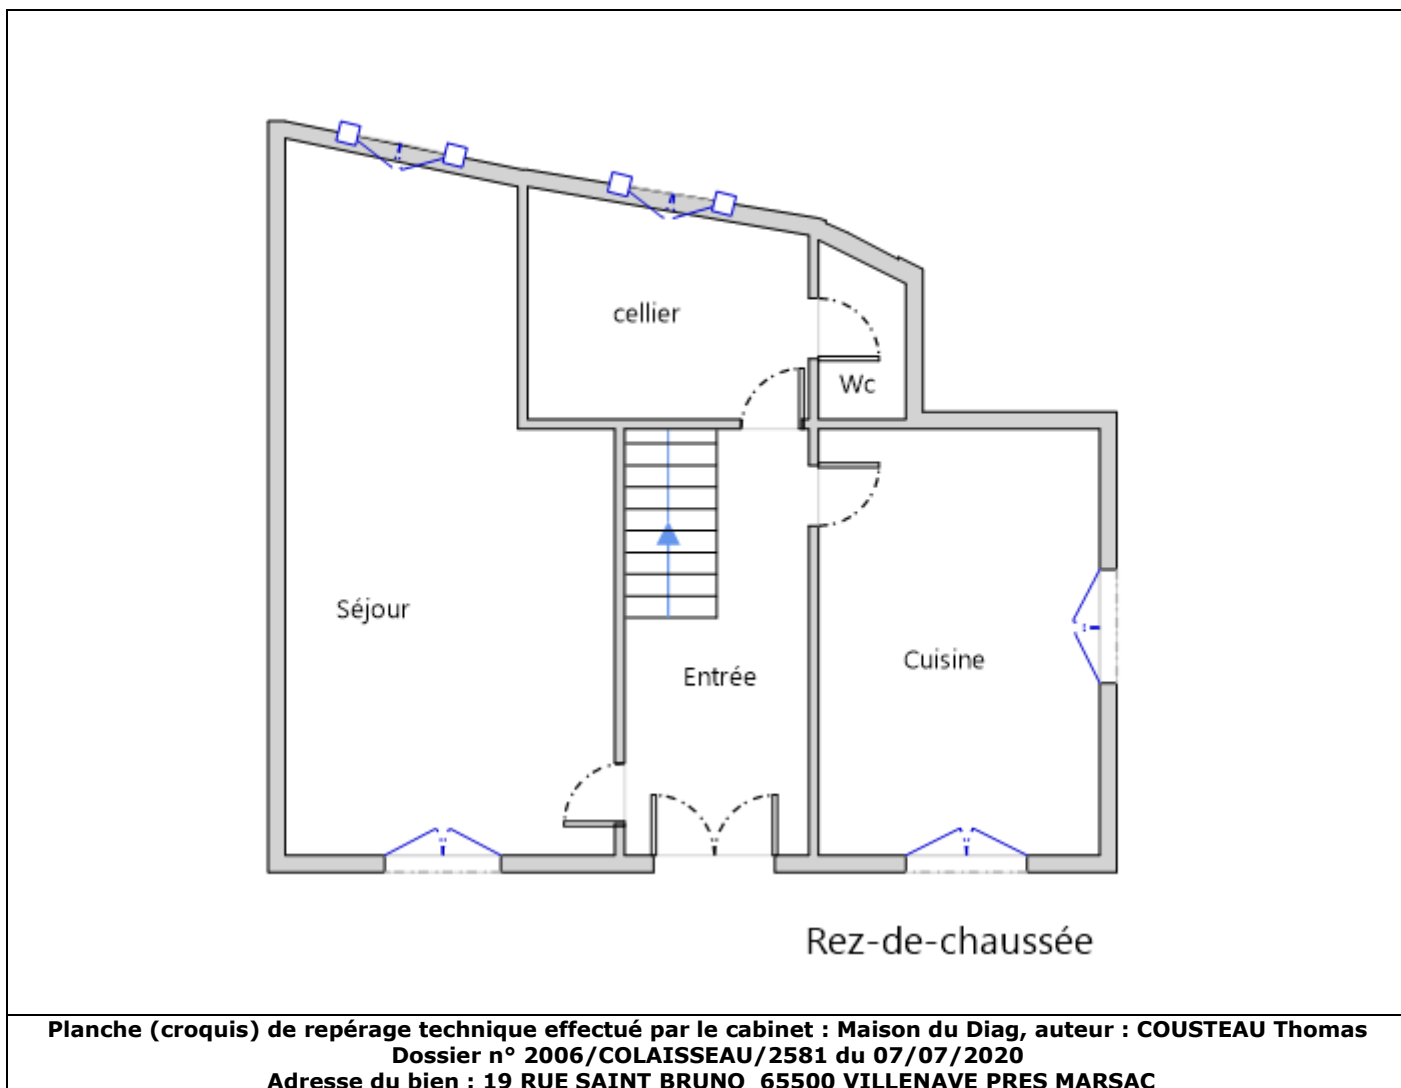 cellier
Wc
Séjour
Cuisine
Entrée
Rez-de-chaussée
Planche (croquis) de repérage technique effectué par le cabinet : Maison du Diag, auteur : COUSTEAU Thomas
Dossier n° 2006/COLAISSEAU/2581 du 07/07/2020
Adresse du bien : 19 RUE SAINT BRUNO 65500 VILLENAVE PRES MARSAC